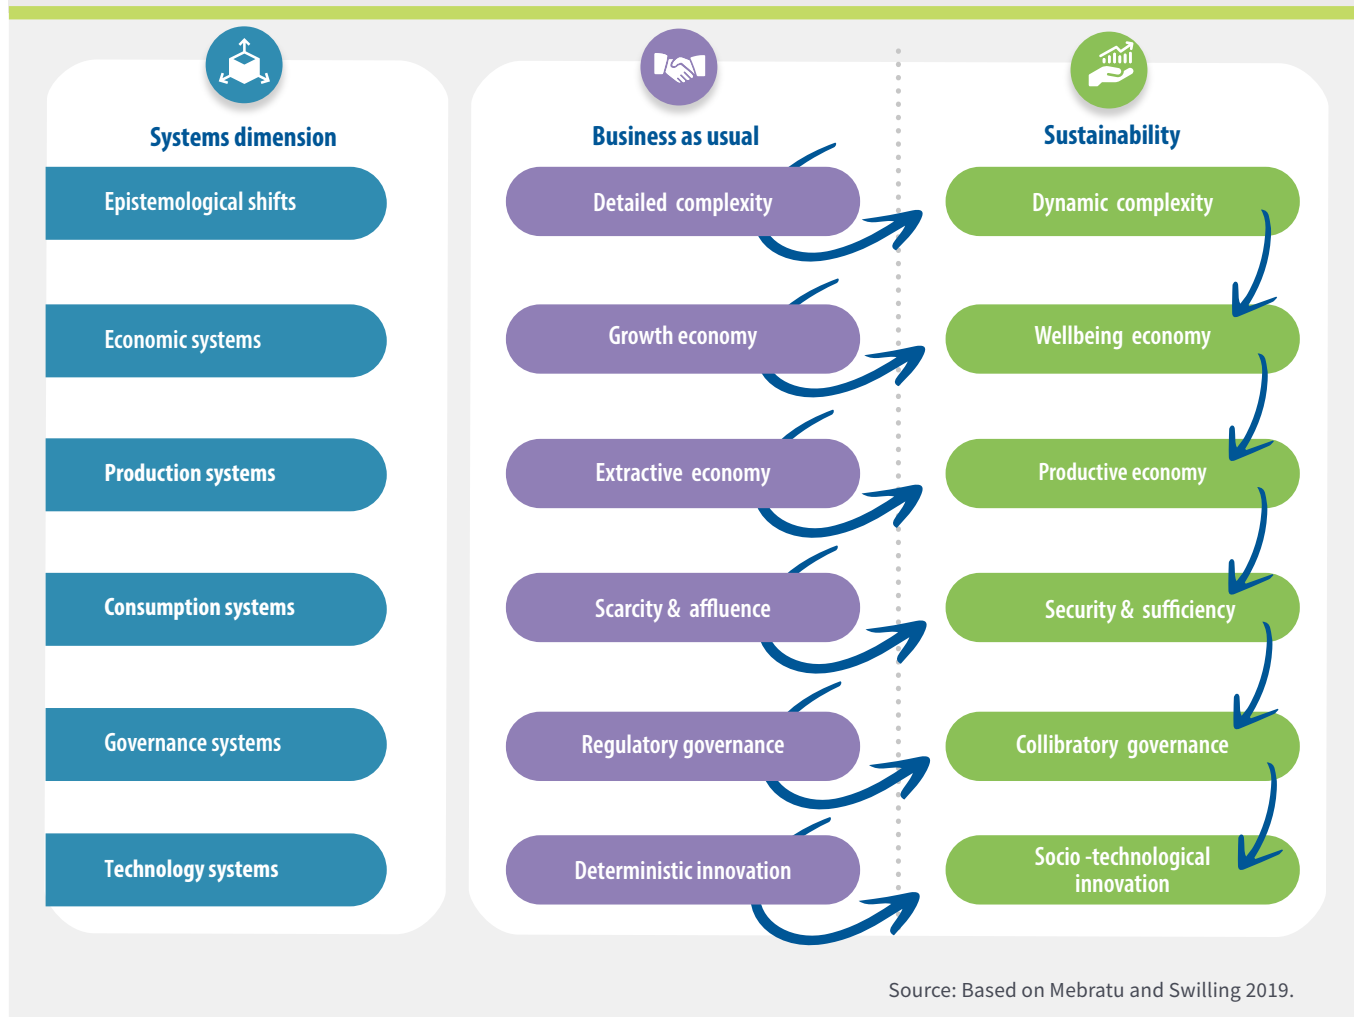 Systems dimension
Business as usual
Sustainability
Epistemological shifts
Detailed complexity
Dynamic complexity
Economic systems
Growth economy
Wellbeing economy
Production systems
Extractive economy
Productive economy
Consumption systems
Scarcity & affluence
Security & sufficiency
Governance systems
Regulatory governance
Collibratory governance
Technology systems
Deterministic innovation
Socio -technological
innovation
Source: Based on Mebratu and Swilling 2019.